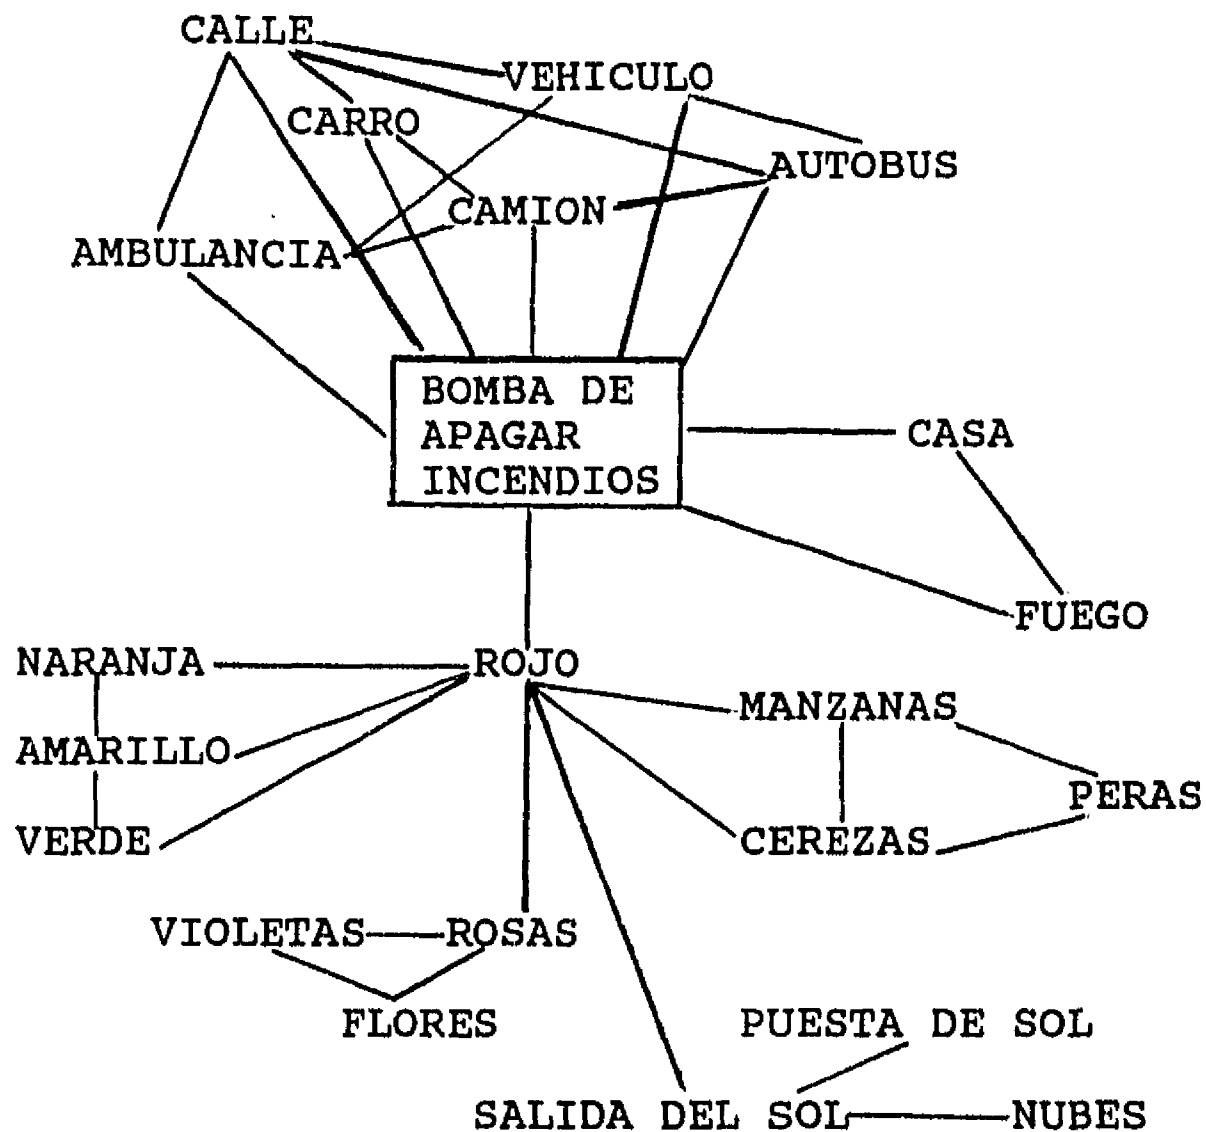 CALLE
VEHICULO
CARRO
AUTOBUS
CAMION
AMBULANCIA
BOMBA DE
APAGAR
INCENDIOS
CASA
FUEGO
NARANJA
ROJO
MANZANAS
AMARILLO
PERAS
VERDE
CEREZAS
VIOLETAS
ROSAS
FLORES
PUESTA DE SOL
SALIDA DEL SOL
NUBES